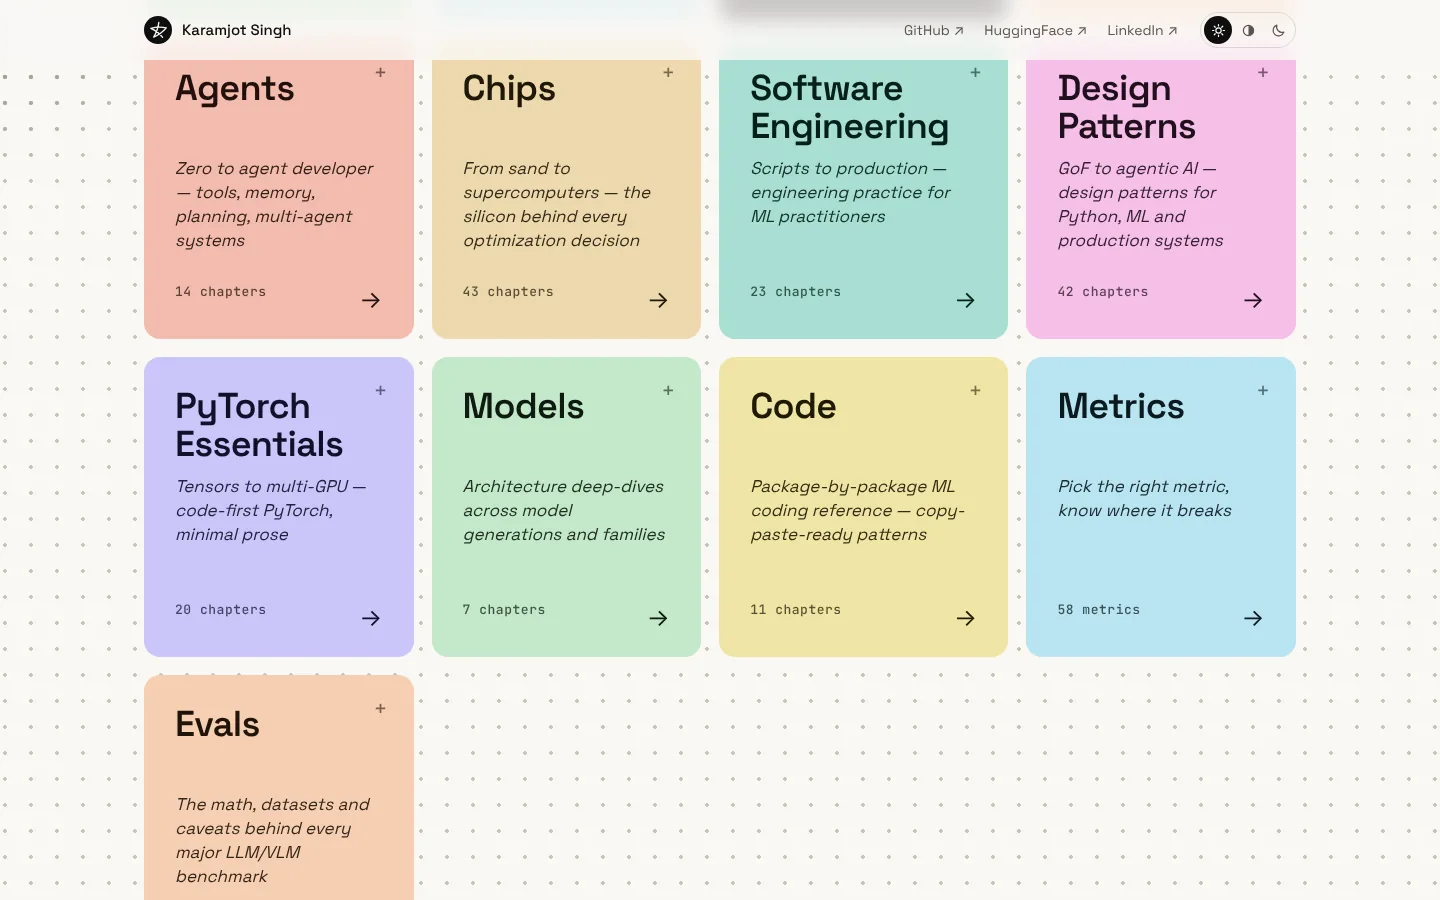 Karamjot Singh
GitHub ↗ HuggingFace ↗ LinkedIn ↗
Agents
+
Zero to agent developer
— tools, memory,
planning, multi-agent
systems
14 chapters
→
Chips
+
From sand to
supercomputers — the
silicon behind every
optimization decision
43 chapters
→
Software
Engineering
+
Scripts to production —
engineering practice for
ML practitioners
23 chapters
→
Design
Patterns
+
GoF to agentic AI —
design patterns for
Python, ML and
production systems
42 chapters
→
PyTorch
Essentials
+
Tensors to multi-GPU —
code-first PyTorch,
minimal prose
20 chapters
→
Models
+
Architecture deep-dives
across model
generations and families
7 chapters
→
Code
+
Package-by-package ML
coding reference — copy-
paste-ready patterns
11 chapters
→
Metrics
+
Pick the right metric,
know where it breaks
58 metrics
→
Evals
+
The math, datasets and
caveats behind every
major LLM/VLM
benchmark